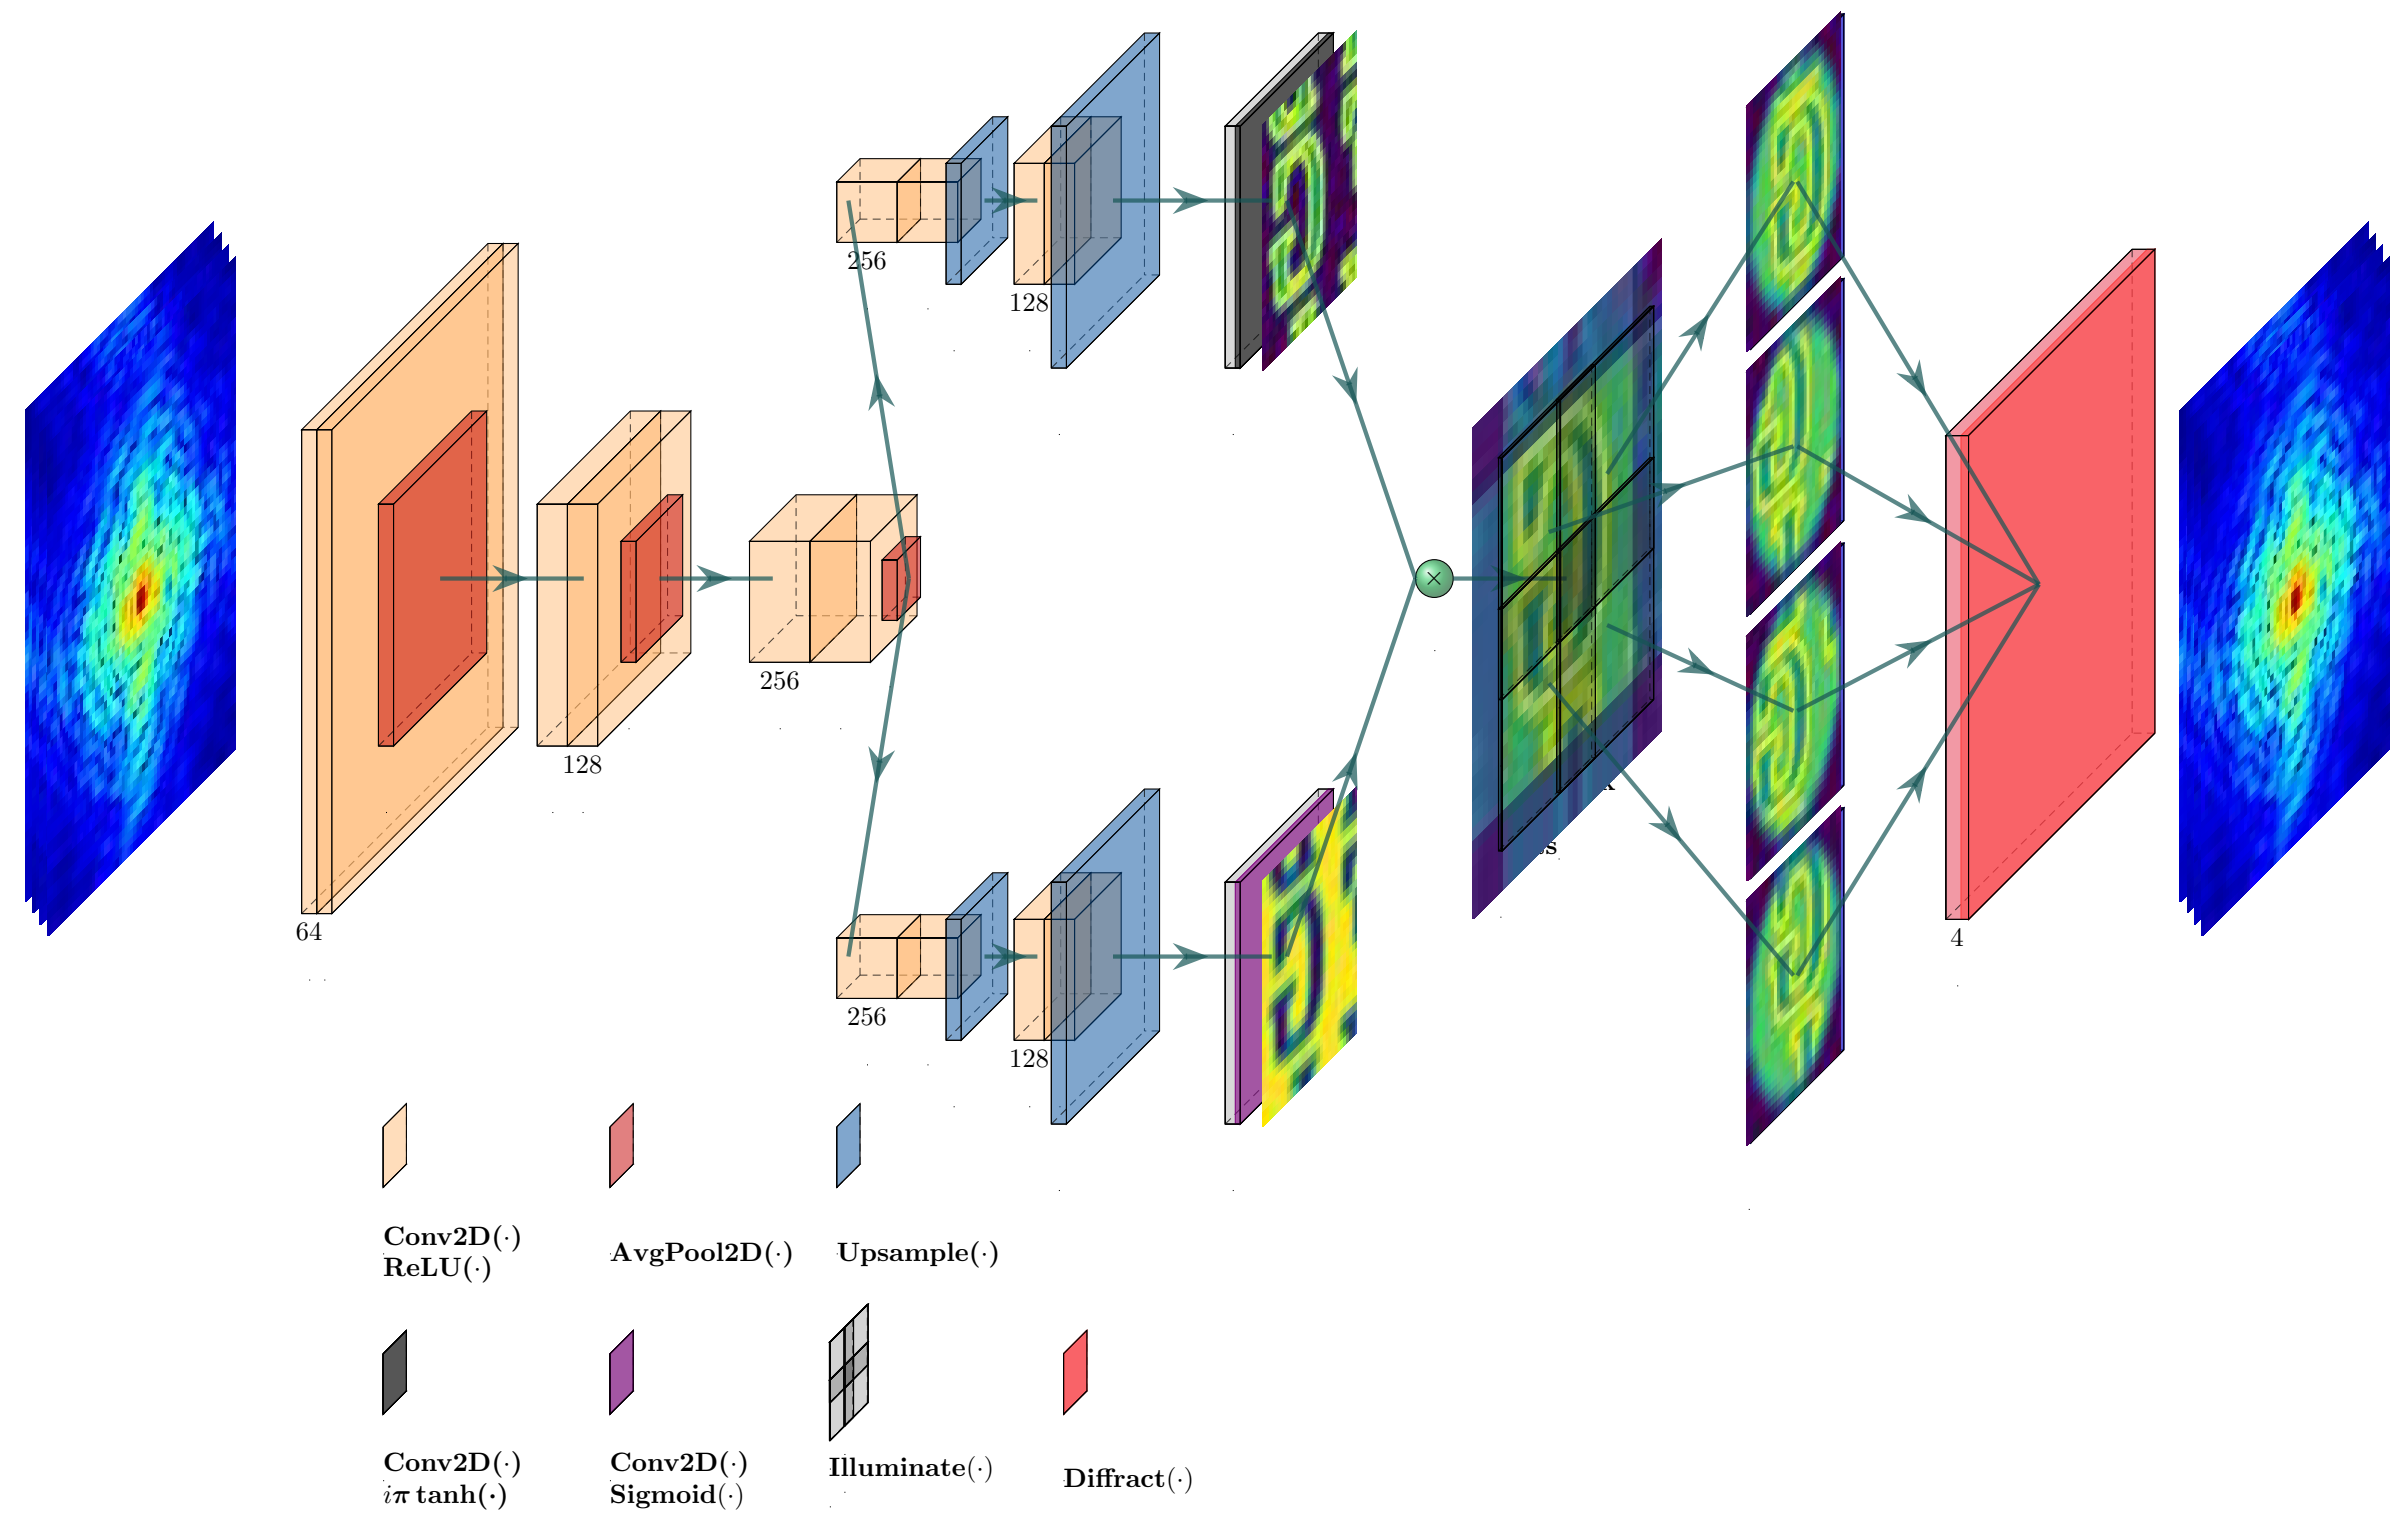 256
128
64
128
256
256
128
4
×
Conv2D(·)
ReLU(·)
AvgPool2D(·)
Upsample(·)
Conv2D(·)
iπ tanh(·)
Conv2D(·)
Sigmoid(·)
Illuminate(·)
Diffract(·)